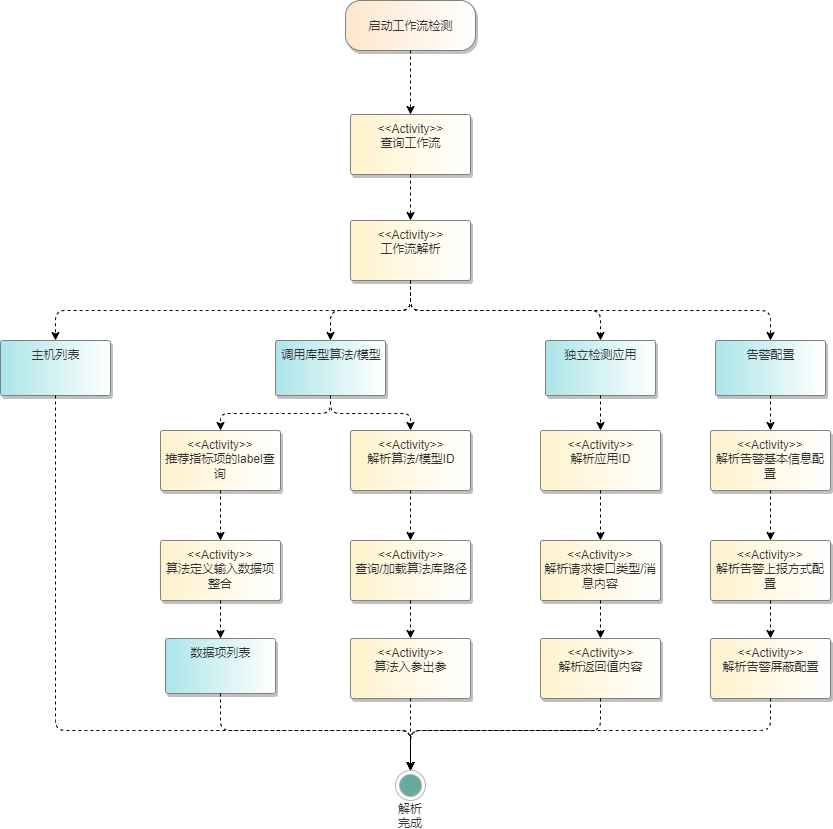 启动工作流检测
<<Activity>>
查询工作流
<<Activity>>
工作流解析
主机列表
调用库型算法/模型
独立检测应用
告警配置
<<Activity>>
推荐指标项的label查
询
<<Activity>>
解析算法/模型ID
<<Activity>>
解析应用ID
<<Activity>>
解析告警基本信息配
置
<<Activity>>
算法定义输入数据项
整合
<<Activity>>
查询/加载算法库路径
<<Activity>>
解析请求接口类型/消
息内容
<<Activity>>
解析告警上报方式配
置
数据项列表
<<Activity>>
算法入参出参
<<Activity>>
解析返回值内容
<<Activity>>
解析告警屏蔽配置
解析
完成